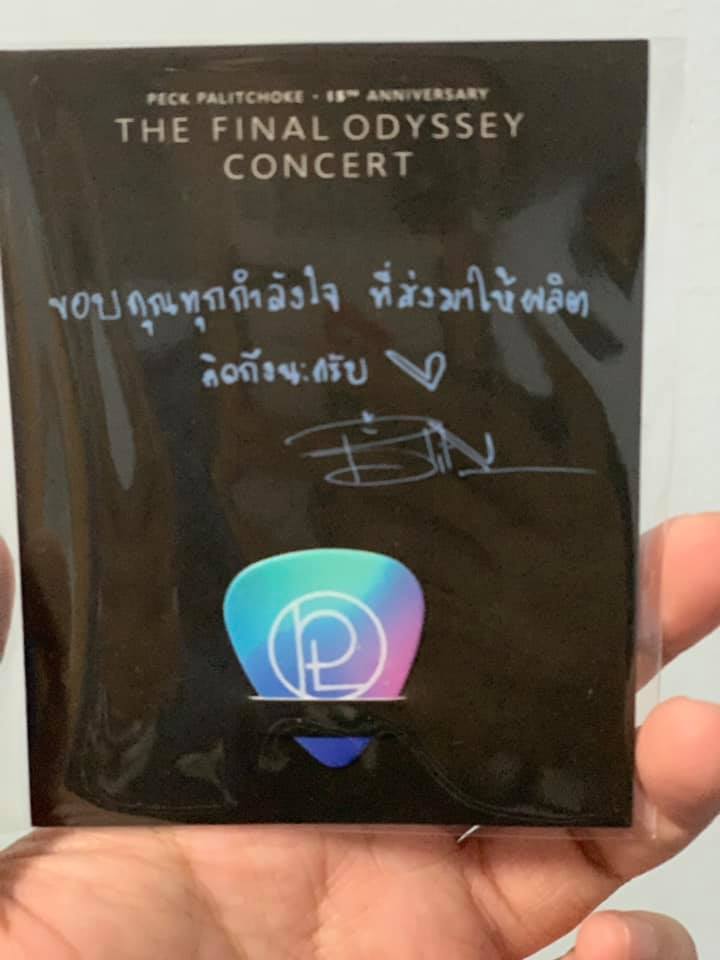 PECK PALITCHOKE · 15TH ANNIVERSARY
THE FINAL ODYSSEY
CONCERT
ขอบคุณทุกกำลังใจ ที่ส่งมาให้ผลิต
คิดถึงนะครับ ♡